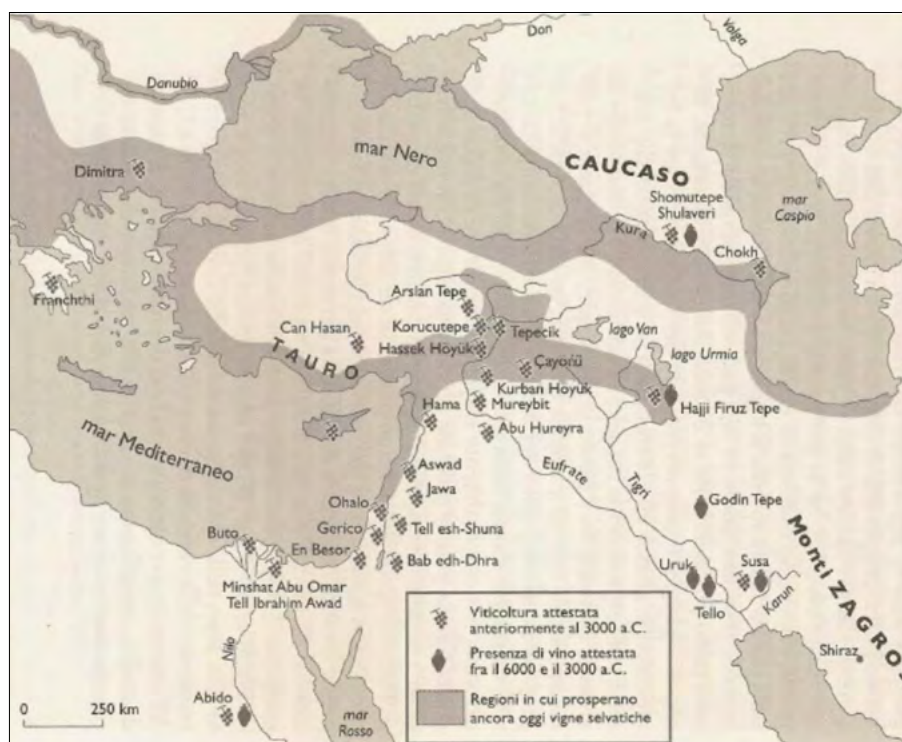 Danubio
Don
Volga
mar Nero
CAUCASO
Dimitra
Shomutepe
Shulaveri
mar
Caspio
Kura
Chokh
Franchthi
Arslan Tepe
Can Hasan
Korucutepe
Tepecik
lago Van
TAURO
Hassek Höyük
Çayönü
lago Urmia
Kurban Hoyuk
Mureybit
Hajji Firuz Tepe
Hama
Abu Hureyra
mar Mediterraneo
Aswad
Eufrate
Tigri
Jawa
Godin Tepe
Ohalo
Gerico
Tell esh-Shuna
Monti ZAGROS
Buto
En Besor
Bab edh-Dhra
Uruk
Susa
Minshat Abu Omar
Tell Ibrahim Awad
Tello
Karun
Shiraz
Nilo
Abido
mar
Rosso
0 250 km
Viticoltura attestata
anteriormente al 3000 a.C.
Presenza di vino attestata
fra il 6000 e il 3000 a.C.
Regioni in cui prosperano
ancora oggi vigne selvatiche